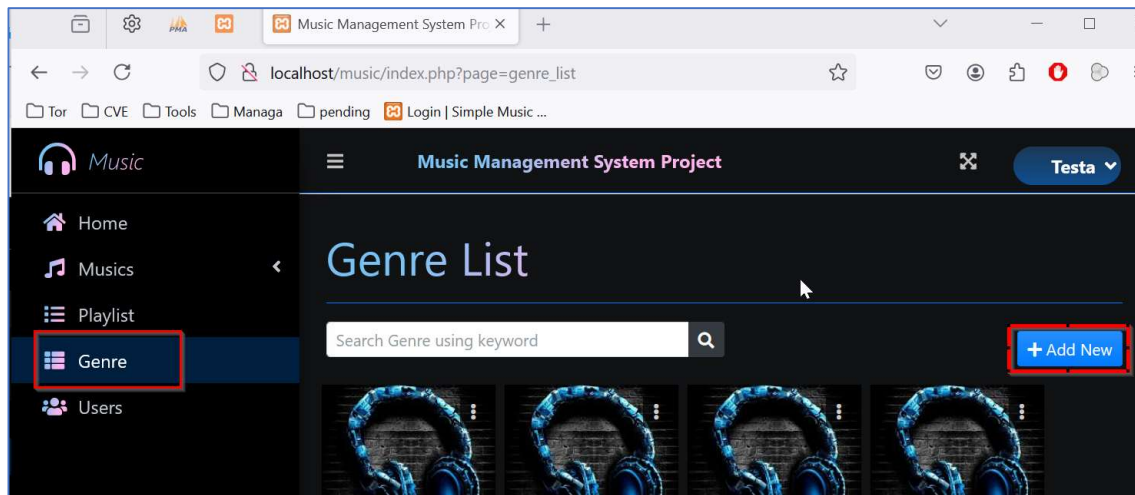 PMA
Music Management System Pro
localhost/music/index.php?page=genre_list
Tor CVE Tools Managa pending Login | Simple Music ...
Music
Music Management System Project
Testa
Home
Musics
Genre List
Playlist
Search Genre using keyword
Add New
Genre
Users